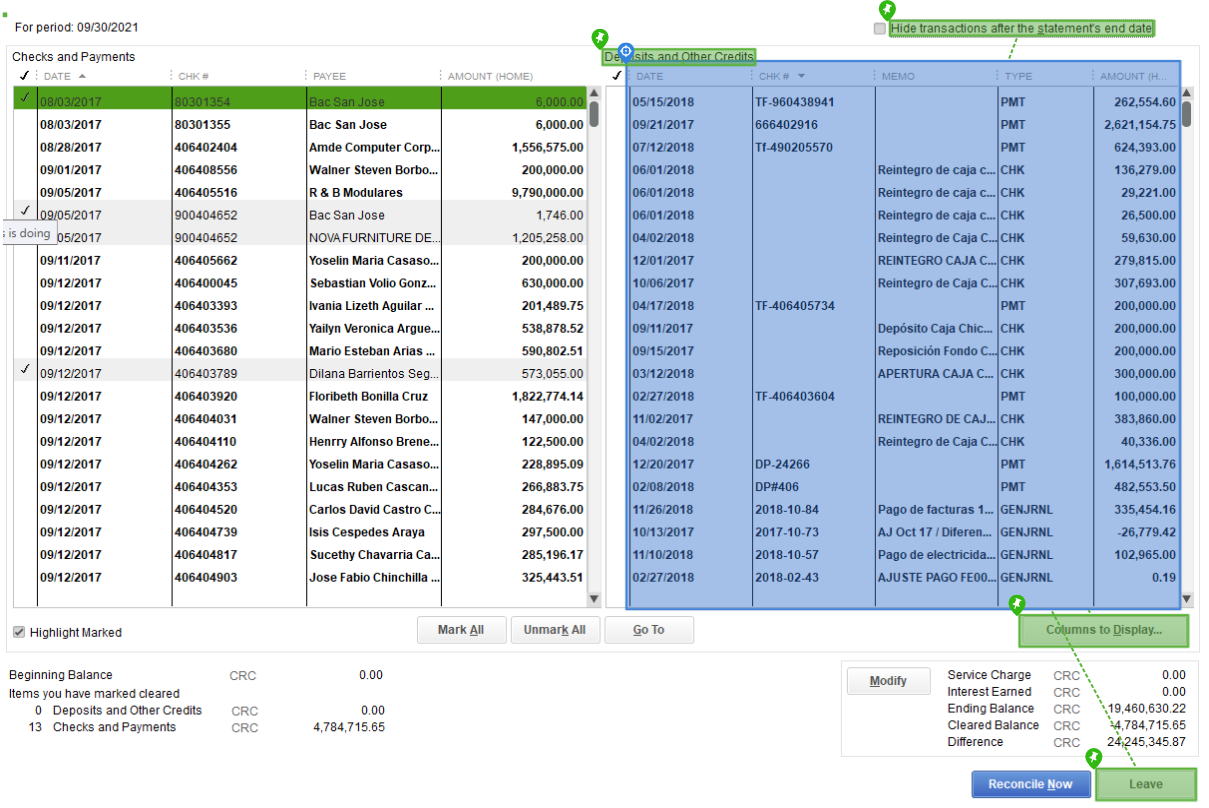 For period: 09/30/2021
Hide transactions after the statement's end date
Checks and Payments
✓ DATE CHK # PAYEE AMOUNT (HOME)
✓ 08/03/2017 80301354 Bac San Jose 6,000.00
08/03/2017 80301355 Bac San Jose 6,000.00
08/28/2017 406402404 Amde Computer Corp... 1,556,575.00
09/01/2017 406408556 Walner Steven Borbo... 200,000.00
09/05/2017 406405516 R & B Modulares 9,790,000.00
✓ 09/05/2017 900404652 Bac San Jose 1,746.00
s is doing
05/2017 900404652 NOVA FURNITURE DE... 1,205,258.00
09/11/2017 406405662 Yoselin Maria Casaso... 200,000.00
09/12/2017 406400045 Sebastian Volio Gonz... 630,000.00
09/12/2017 406403393 Ivania Lizeth Aguilar ... 201,489.75
09/12/2017 406403536 Yailyn Veronica Argue... 538,878.52
09/12/2017 406403680 Mario Esteban Arias ... 590,802.51
✓ 09/12/2017 406403789 Dilana Barrientos Seg... 573,055.00
09/12/2017 406403920 Floribeth Bonilla Cruz 1,822,774.14
09/12/2017 406404031 Walner Steven Borbo... 147,000.00
09/12/2017 406404110 Henrry Alfonso Brene... 122,500.00
09/12/2017 406404262 Yoselin Maria Casaso... 228,895.09
09/12/2017 406404353 Lucas Ruben Cascan... 266,883.75
09/12/2017 406404520 Carlos David Castro C... 284,676.00
09/12/2017 406404739 Isis Cespedes Araya 297,500.00
09/12/2017 406404817 Sucethy Chavarria Ca... 285,196.17
09/12/2017 406404903 Jose Fabio Chinchilla ... 325,443.51
Deposits and Other Credits
✓ DATE CHK # MEMO TYPE AMOUNT (H...
05/15/2018 TF-960438941 PMT 262,554.60
09/21/2017 666402916 PMT 2,621,154.75
07/12/2018 Tf-490205570 PMT 624,393.00
06/01/2018 Reintegro de caja c... CHK 136,279.00
06/01/2018 Reintegro de caja c... CHK 29,221.00
06/01/2018 Reintegro de caja c... CHK 26,500.00
04/02/2018 Reintegro de Caja C... CHK 59,630.00
12/01/2017 REINTEGRO CAJA C... CHK 279,815.00
10/06/2017 Reintegro de Caja C... CHK 307,693.00
04/17/2018 TF-406405734 PMT 200,000.00
09/11/2017 Depósito Caja Chic... CHK 200,000.00
09/15/2017 Reposición Fondo C... CHK 200,000.00
03/12/2018 APERTURA CAJA C... CHK 300,000.00
02/27/2018 TF-406403604 PMT 100,000.00
11/02/2017 REINTEGRO DE CAJ... CHK 383,860.00
04/02/2018 Reintegro de Caja C... CHK 40,336.00
12/20/2017 DP-24266 PMT 1,614,513.76
02/08/2018 DP#406 PMT 482,553.50
11/26/2018 2018-10-84 Pago de facturas 1... GENJRNL 335,454.16
10/13/2017 2017-10-73 AJ Oct 17 / Diferen... GENJRNL -26,779.42
11/10/2018 2018-10-57 Pago de electricida... GENJRNL 102,965.00
02/27/2018 2018-02-43 AJUSTE PAGO FE00... GENJRNL 0.19
✓ Highlight Marked
Mark All Unmark All Go To Columns to Display...
Beginning Balance CRC 0.00
Items you have marked cleared
0 Deposits and Other Credits CRC 0.00
13 Checks and Payments CRC 4,784,715.65
Modify
Service Charge CRC 0.00
Interest Earned CRC 0.00
Ending Balance CRC 19,460,630.22
Cleared Balance CRC -4,784,715.65
Difference CRC 24,245,345.87
Reconcile Now Leave